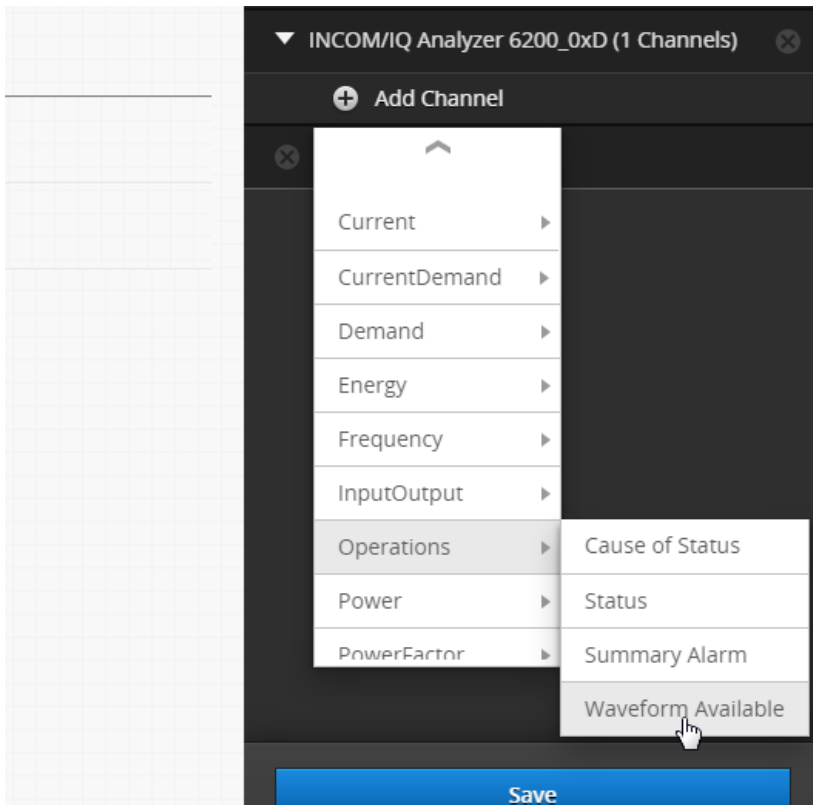 INCOM/IQ Analyzer 6200_0xD (1 Channels)
Add Channel
Current
CurrentDemand
Demand
Energy
Frequency
InputOutput
Operations
Cause of Status
Power
Status
PowerFactor
Summary Alarm
Waveform Available
Save